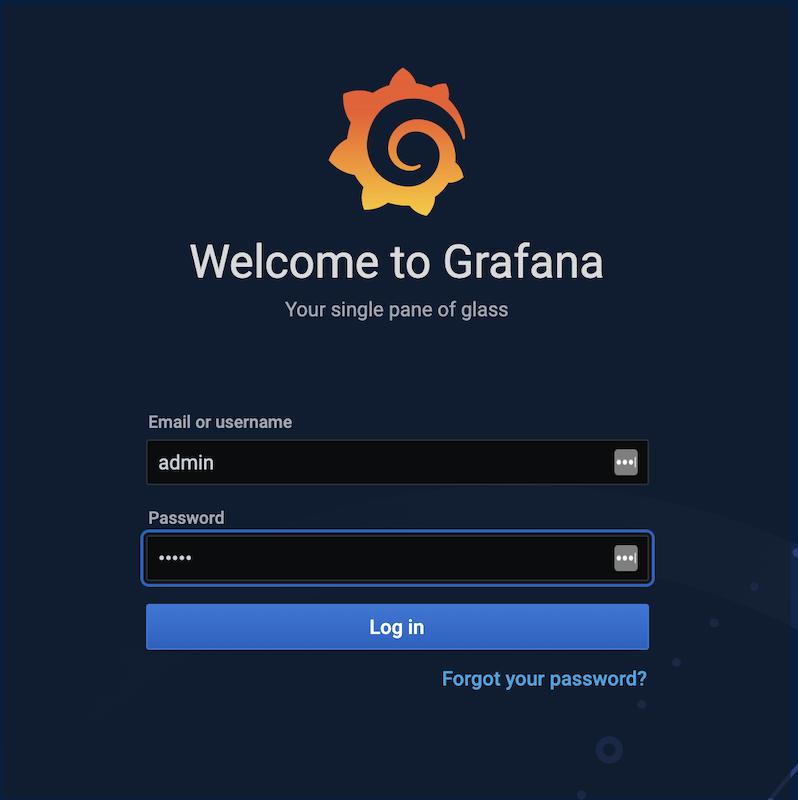 Welcome to Grafana
Your single pane of glass
Email or username
admin
Password
•••••
Log in
Forgot your password?